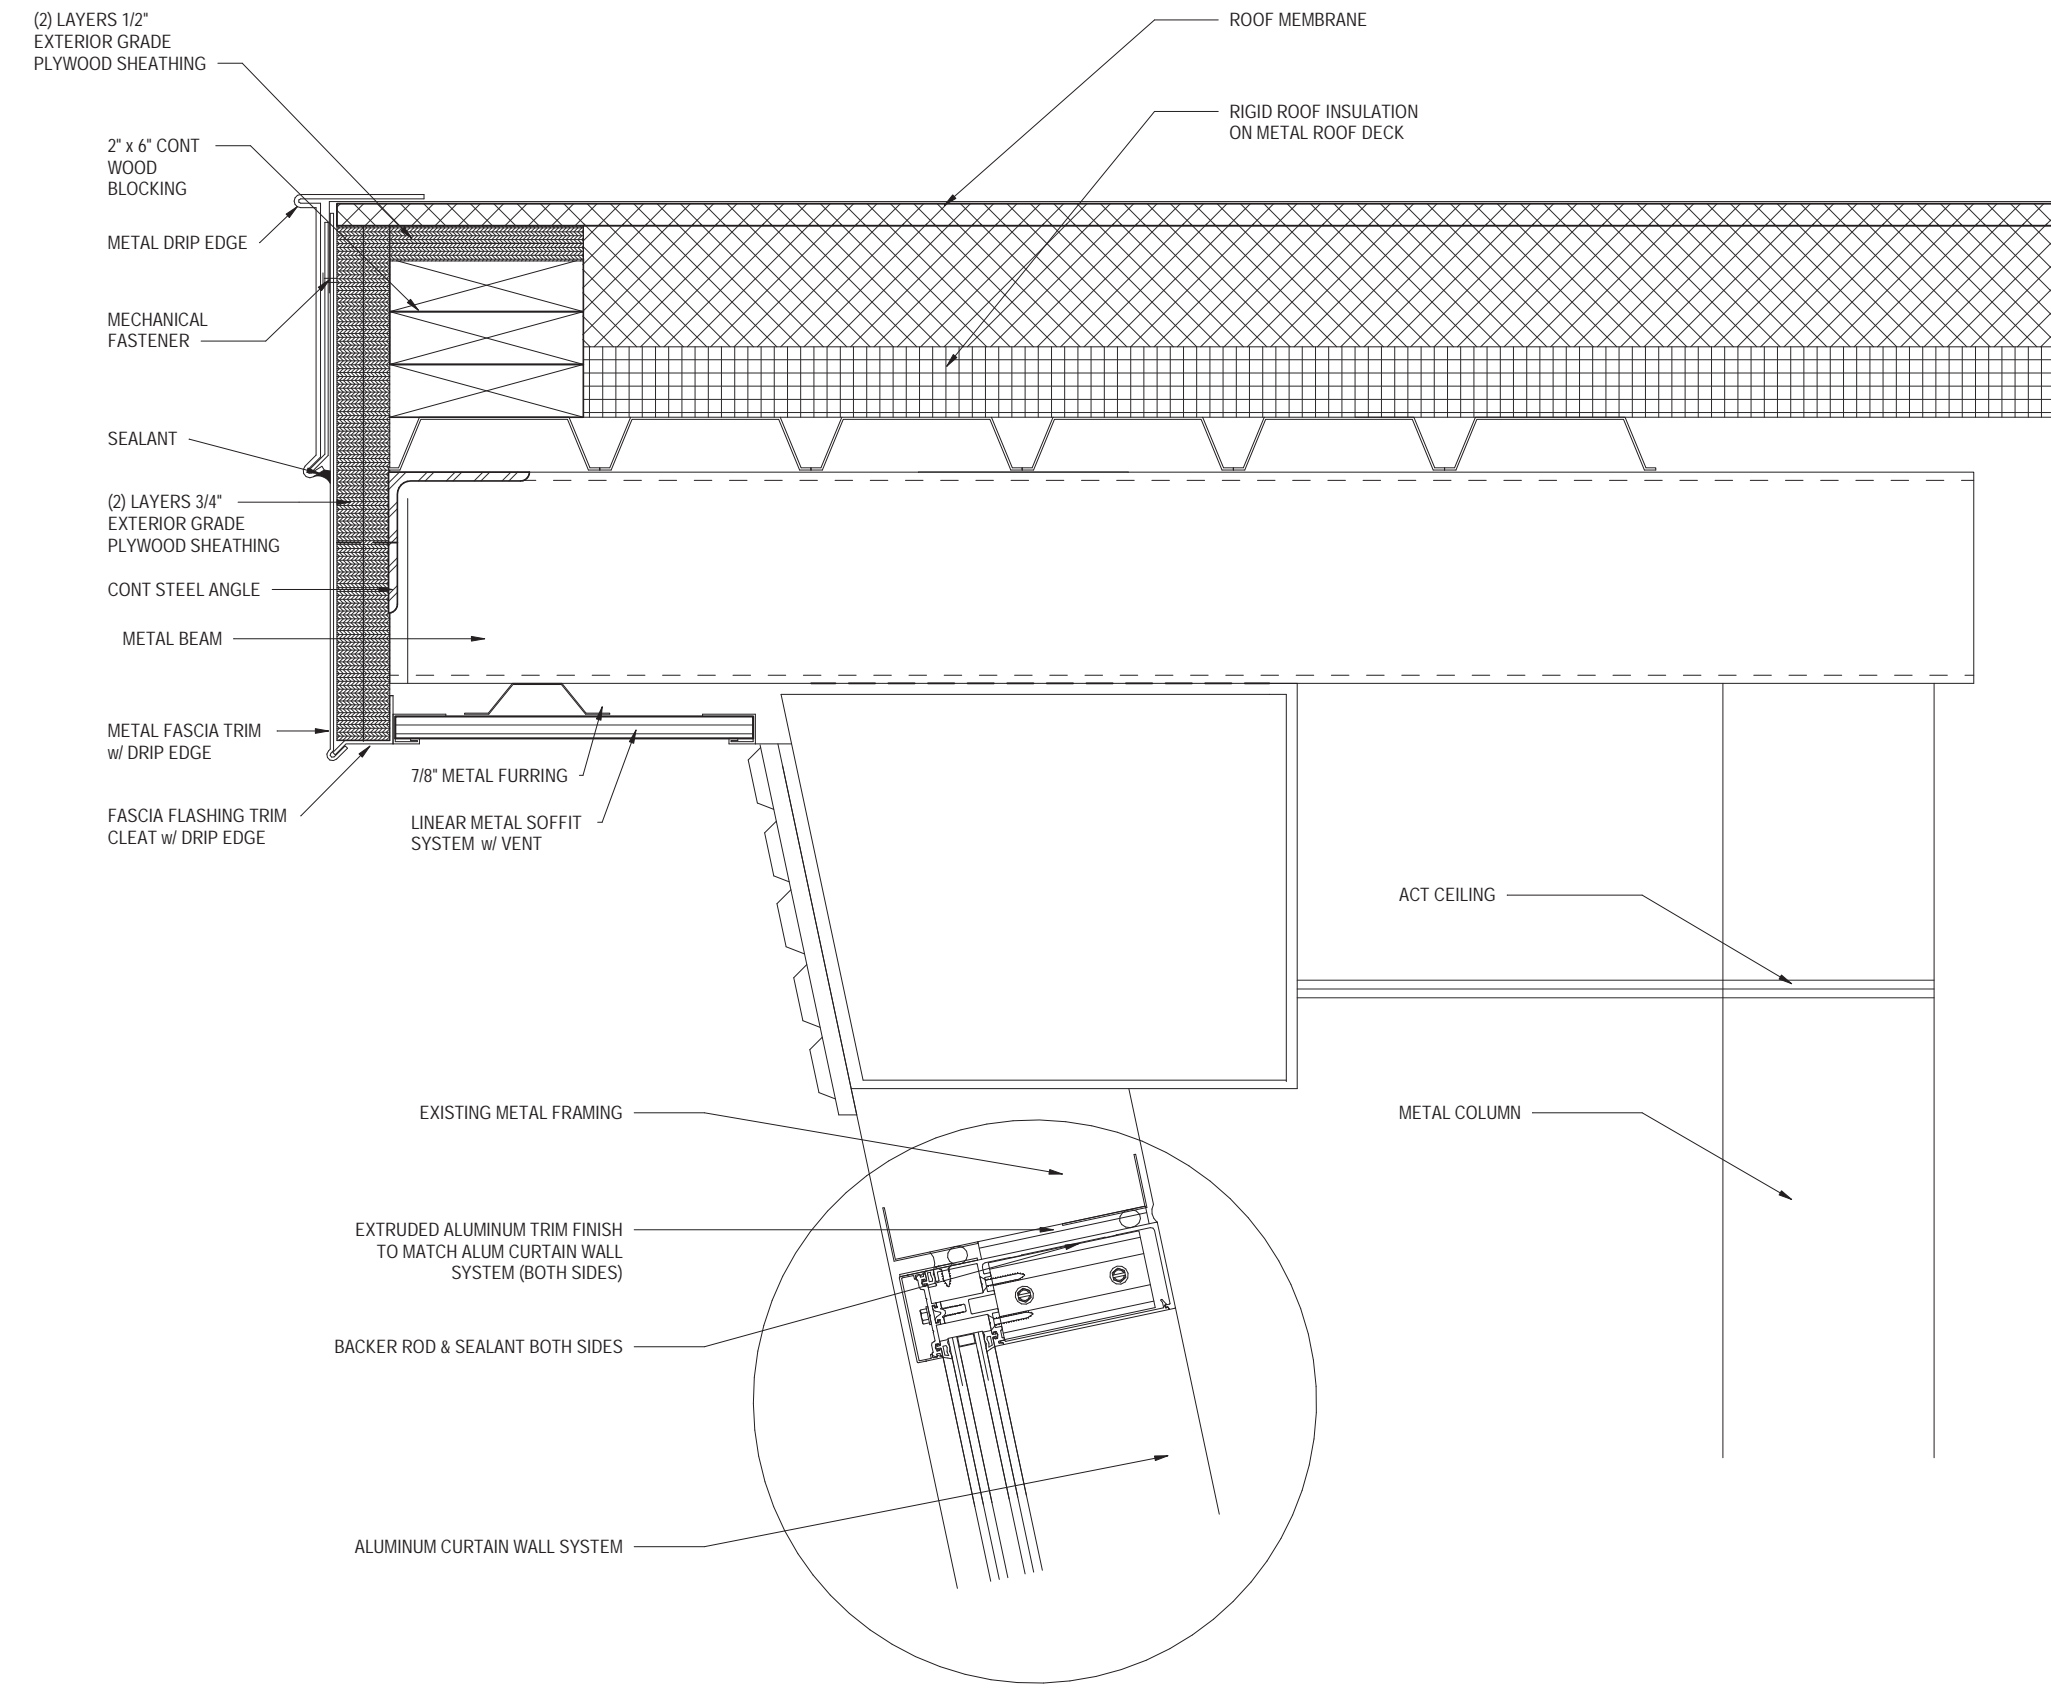 (2) LAYERS 1/2"
EXTERIOR GRADE
PLYWOOD SHEATHING
ROOF MEMBRANE
RIGID ROOF INSULATION
ON METAL ROOF DECK
2" x 6" CONT
WOOD
BLOCKING
METAL DRIP EDGE
MECHANICAL
FASTENER
SEALANT
(2) LAYERS 3/4"
EXTERIOR GRADE
PLYWOOD SHEATHING
CONT STEEL ANGLE
METAL BEAM
METAL FASCIA TRIM
w/ DRIP EDGE
7/8" METAL FURRING
FASCIA FLASHING TRIM
CLEAT w/ DRIP EDGE
LINEAR METAL SOFFIT
SYSTEM w/ VENT
ACT CEILING
EXISTING METAL FRAMING
METAL COLUMN
EXTRUDED ALUMINUM TRIM FINISH
TO MATCH ALUM CURTAIN WALL
SYSTEM (BOTH SIDES)
BACKER ROD & SEALANT BOTH SIDES
ALUMINUM CURTAIN WALL SYSTEM